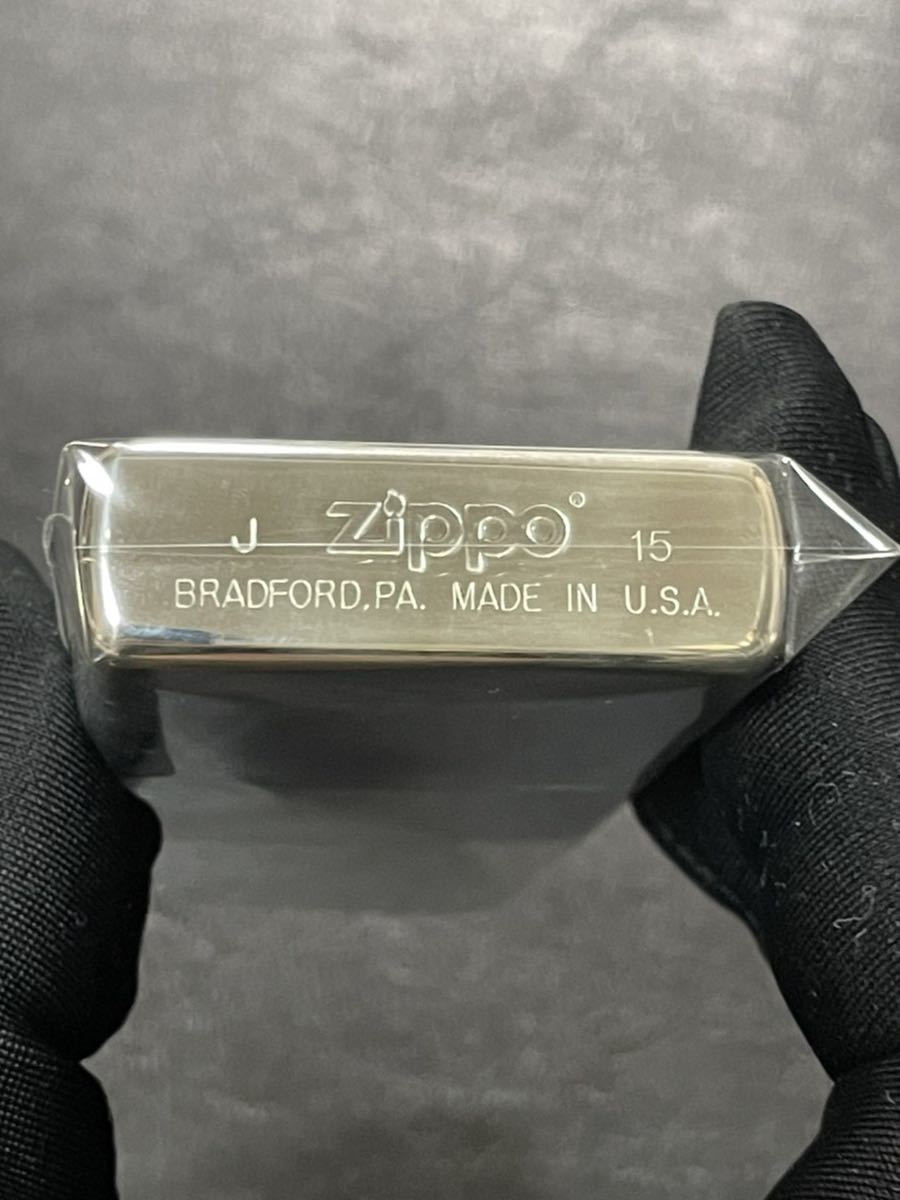 J Zippo® 15
BRADFORD,PA. MADE IN U.S.A.